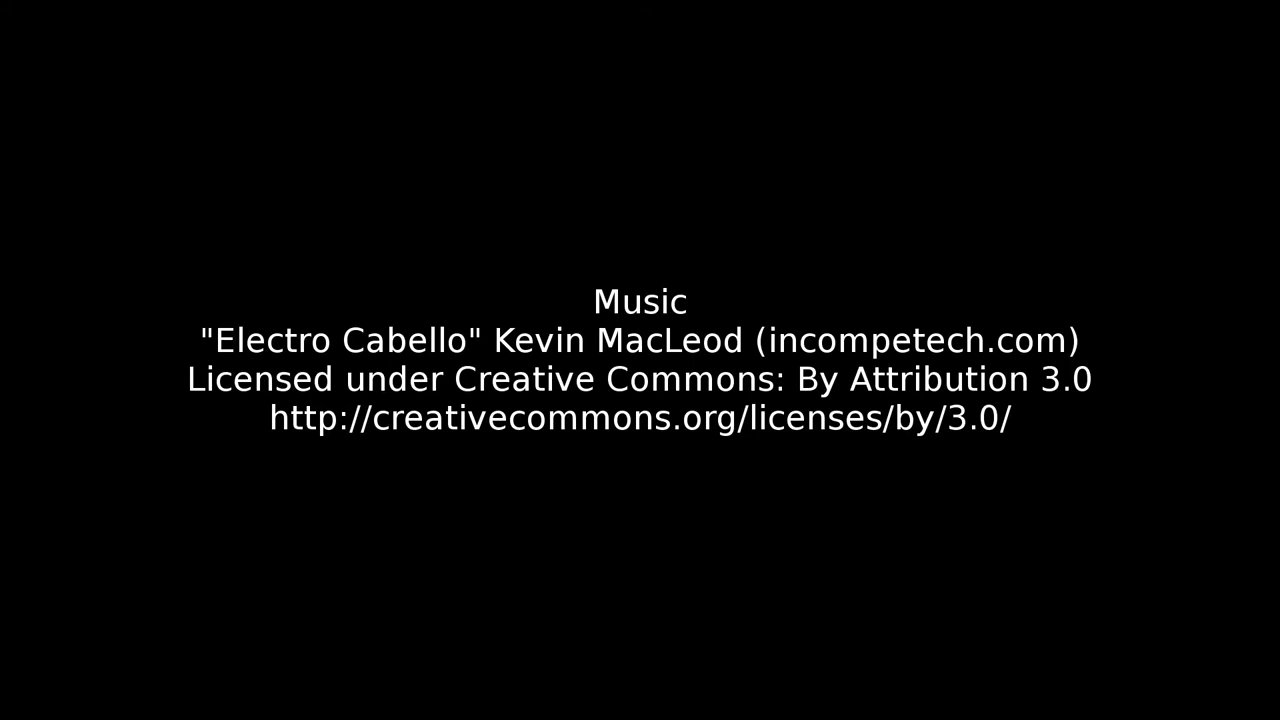 Music
"Electro Cabello" Kevin MacLeod (incompetech.com)
Licensed under Creative Commons: By Attribution 3.0
http://creativecommons.org/licenses/by/3.0/